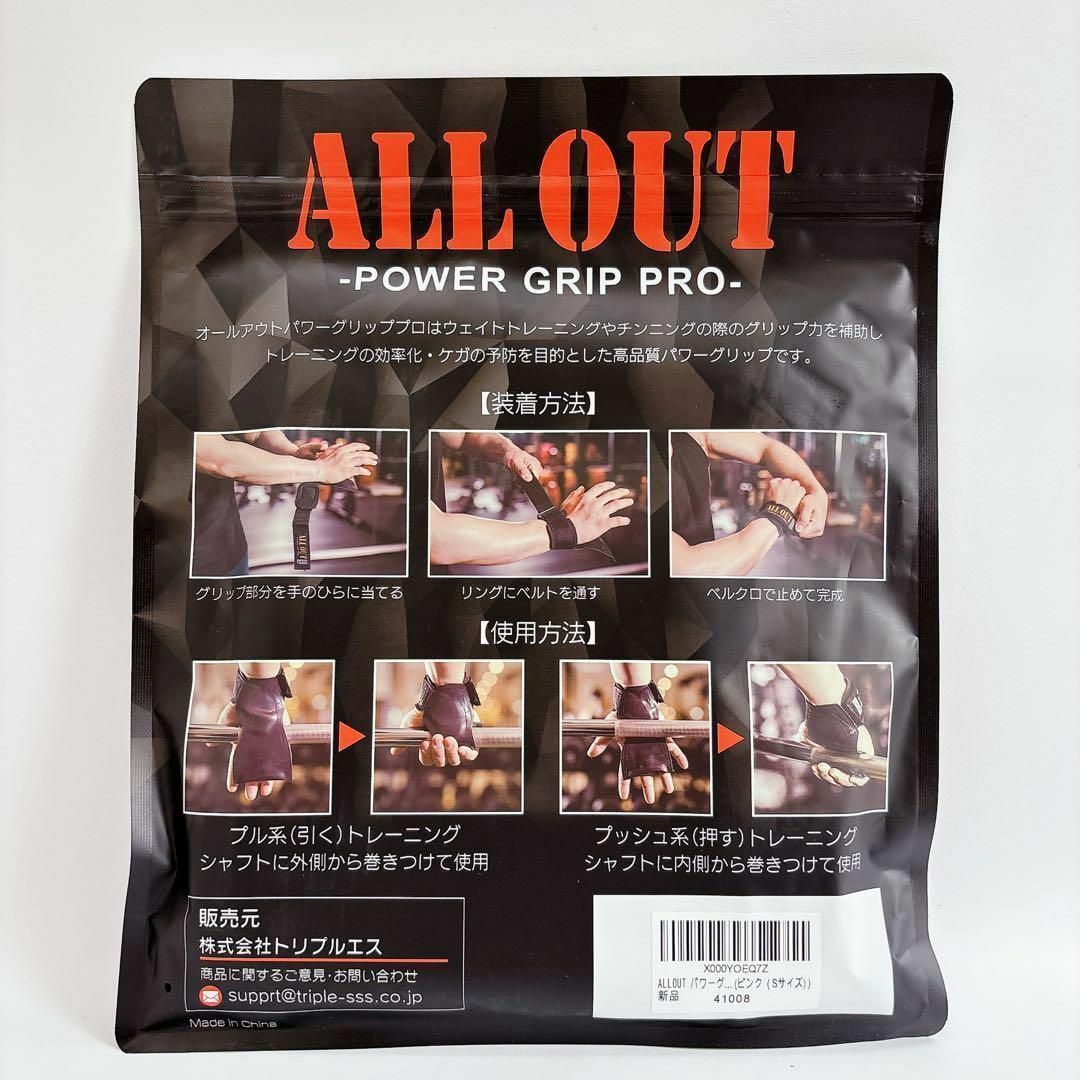 ALL OUT
-POWER GRIP PRO-
オールアウトパワーグリッププロはウェイトトレーニングやチンニングの際のグリップ力を補助し
トレーニングの効率化・ケガの予防を目的とした高品質パワーグリップです。
【装着方法】
ALL OUT
ALL OUT
グリップ部分を手のひらに当てる
リングにベルトを通す
ベルクロで止めて完成
【使用方法】
プル系(引く)トレーニング
シャフトに外側から巻きつけて使用
プッシュ系(押す)トレーニング
シャフトに内側から巻きつけて使用
販売元
株式会社トリプルエス
商品に関するご意見・お問い合わせ
supprt@triple-sss.co.jp
Made in China
X000YOEQ7Z
ALLOUT パワーグ...(ピンク (Sサイズ))
新品 41008